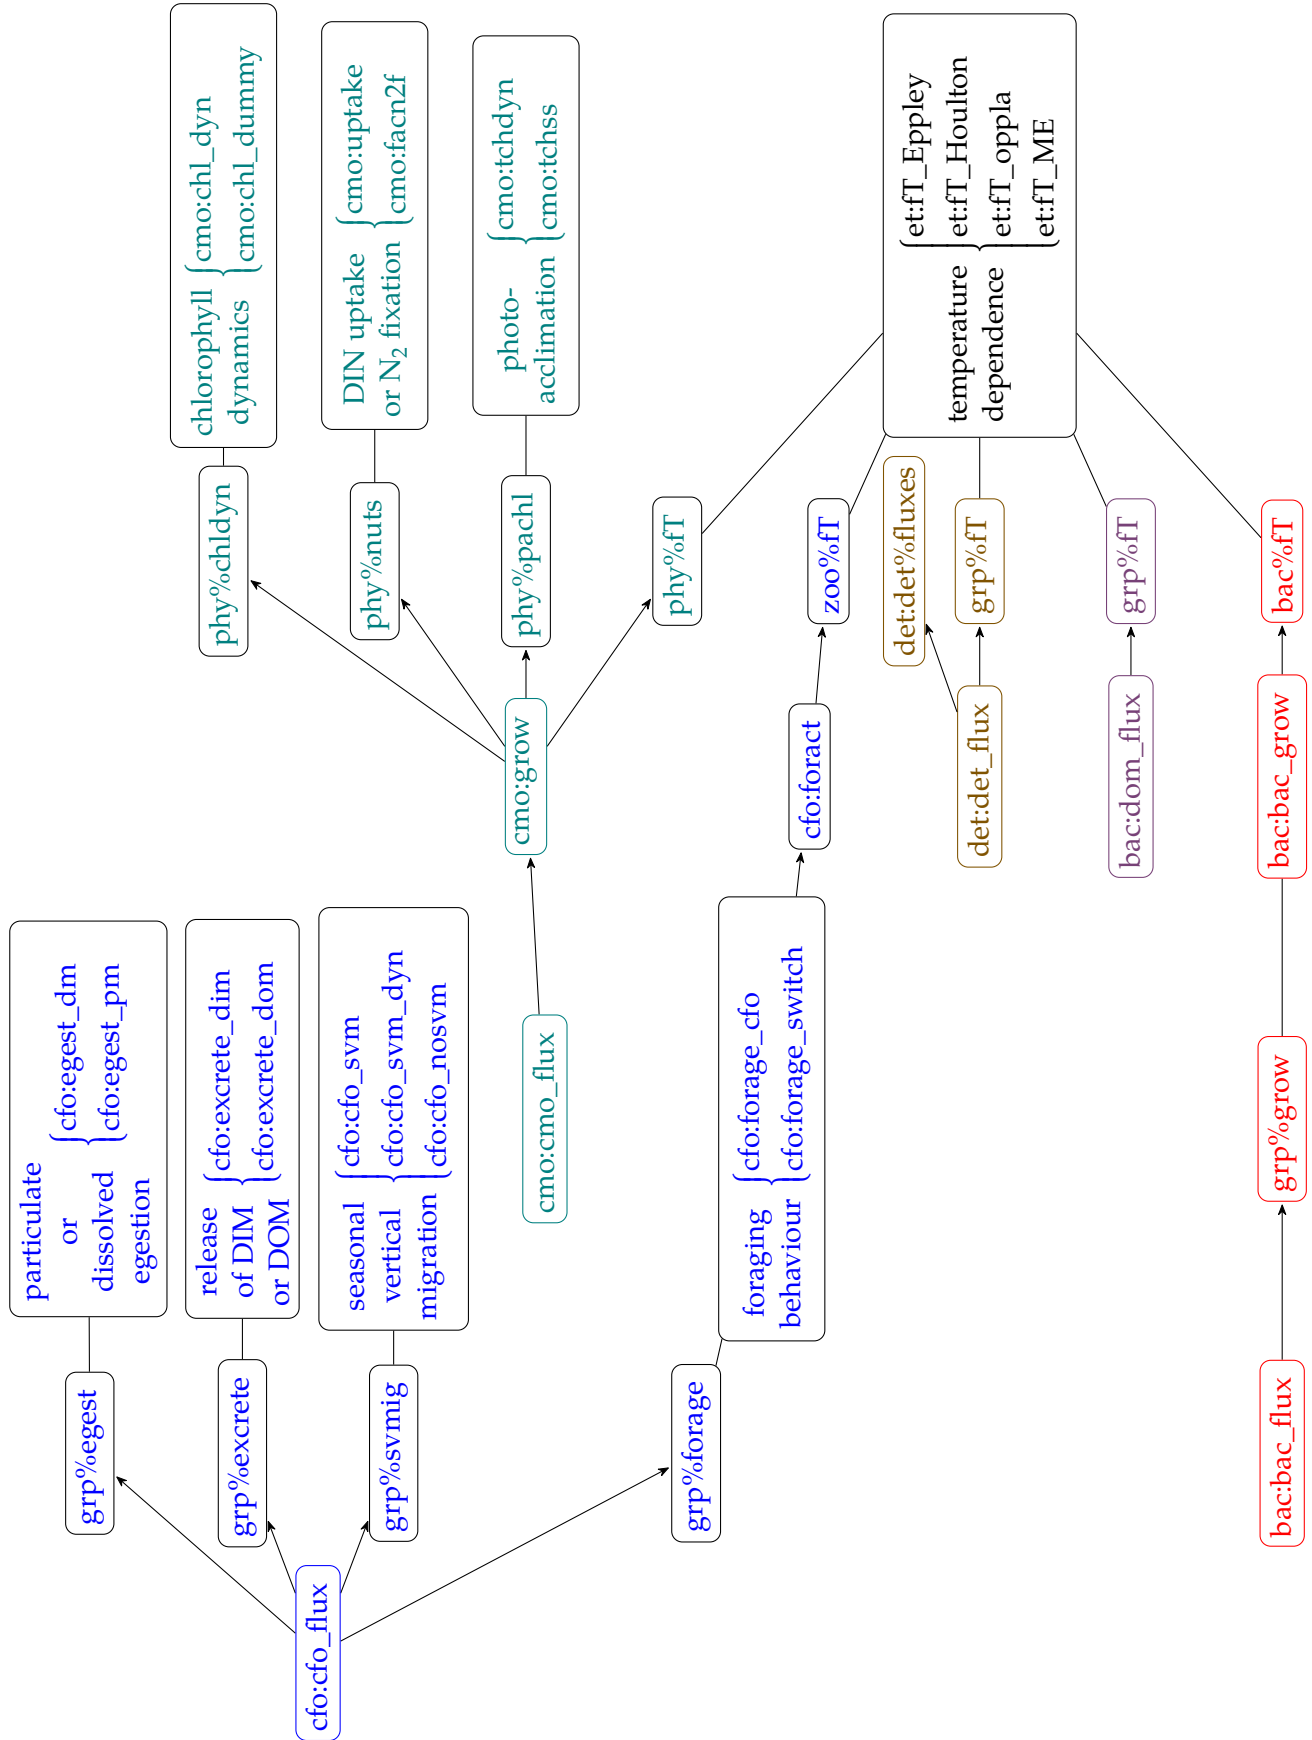 cfo:cfo_flux
grp%egest
particulate
or
dissolved
egestion
cfo:egest_dm
cfo:egest_pm
grp%excrete
release
of DIM
or DOM
cfo:excrete_dim
cfo:excrete_dom
grp%svmig
seasonal
vertical
migration
cfo:cfo_svm
cfo:cfo_svm_dyn
cfo:cfo_nosvm
grp%forage
foraging
behaviour
cfo:forage_cfo
cfo:forage_switch
cfo:foract
zoo%fT
cmo:cmo_flux
cmo:grow
phy%chldyn
chlorophyll
dynamics
cmo:chl_dyn
cmo:chl_dummy
phy%nuts
DIN uptake
or N₂ fixation
cmo:uptake
cmo:facn2f
phy%pachl
photo-
acclimation
cmo:tchdyn
cmo:tchss
phy%fT
det:det_flux
det:det%fluxes
grp%fT
bac:dom_flux
grp%fT
bac:bac_flux
grp%grow
bac:bac_grow
bac%fT
temperature
dependence
et:fT_Eppley
et:fT_Houlton
et:fT_oppla
et:fT_ME